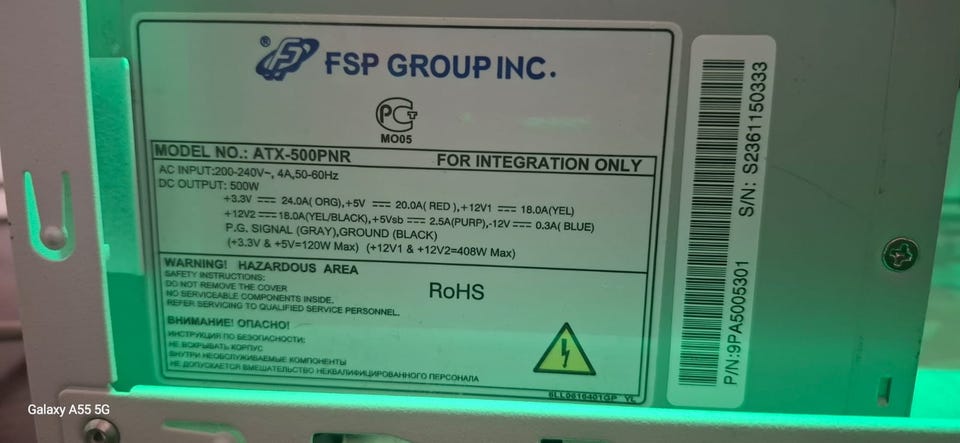 ® FSP GROUP INC.
PG
MO05
MODEL NO.: ATX-500PNR FOR INTEGRATION ONLY
AC INPUT:200-240V~, 4A,50-60Hz
DC OUTPUT: 500W
+3.3V ⎓ 24.0A( ORG),+5V ⎓ 20.0A( RED ),+12V1 ⎓ 18.0A(YEL)
+12V2 ⎓ 18.0A(YEL/BLACK),+5Vsb ⎓ 2.5A(PURP),-12V ⎓ 0.3A( BLUE)
P.G. SIGNAL (GRAY),GROUND (BLACK)
(+3.3V & +5V=120W Max) (+12V1 & +12V2=408W Max)
WARNING! HAZARDOUS AREA
SAFETY INSTRUCTIONS:
DO NOT REMOVE THE COVER
NO SERVICEABLE COMPONENTS INSIDE,
REFER SERVICING TO QUALIFIED SERVICE PERSONNEL.
RoHS
ВНИМАНИЕ! ОПАСНО!
ИНСТРУКЦИЯ ПО БЕЗОПАСНОСТИ:
НЕ ВСКРЫВАТЬ КОРПУС
ВНУТРИ НЕОБСЛУЖИВАЕМЫЕ КОМПОНЕНТЫ
НЕ ДОПУСКАЕТСЯ ВМЕШАТЕЛЬСТВО НЕКВАЛИФИЦИРОВАННОГО ПЕРСОНАЛА
6LL0616401GP YL
P/N:9PA5005301 S/N: S2361150333
Galaxy A55 5G